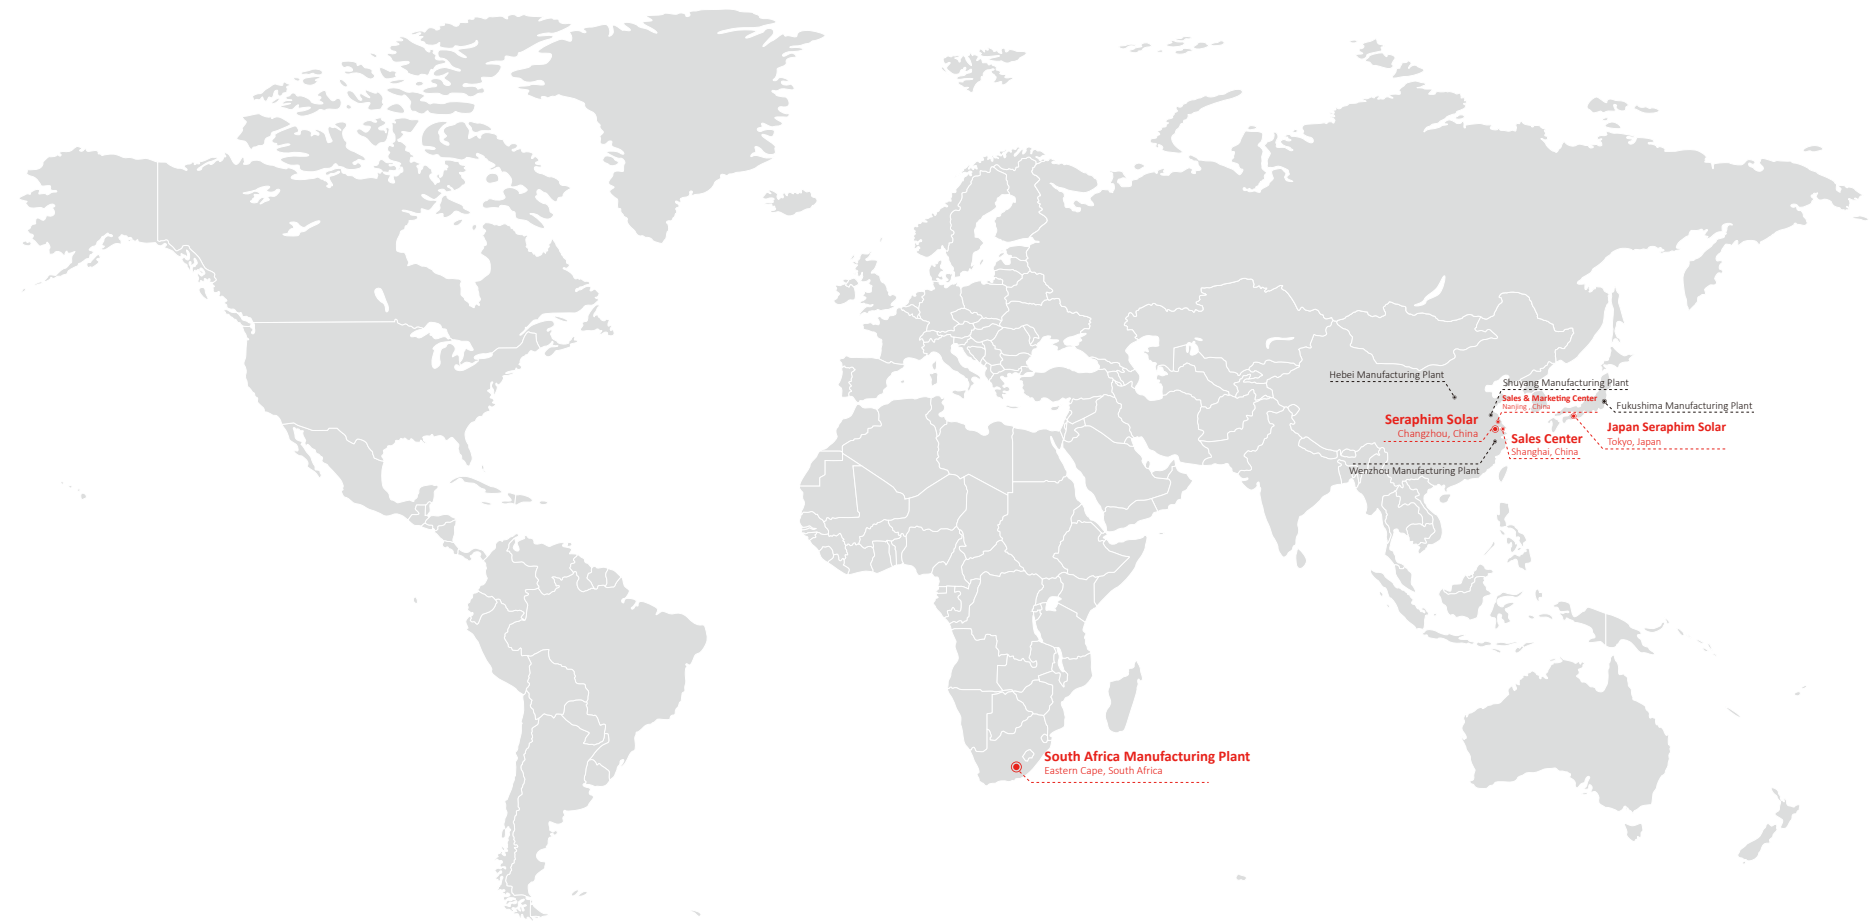 Hebei Manufacturing Plant
Shuyang Manufacturing Plant
Sales & Marketing Center
Nanjing , China
Fukushima Manufacturing Plant
Seraphim Solar
Changzhou, China
Japan Seraphim Solar
Tokyo, Japan
Sales Center
Shanghai, China
Wenzhou Manufacturing Plant
South Africa Manufacturing Plant
Eastern Cape, South Africa